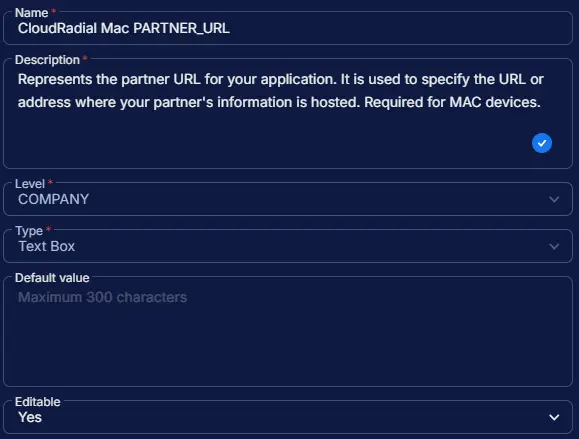 Name *
CloudRadial Mac PARTNER_URL
Description *
Represents the partner URL for your application. It is used to specify the URL or
address where your partner's information is hosted. Required for MAC devices.
Level *
COMPANY
Type *
Text Box
Default value
Maximum 300 characters
Editable
Yes